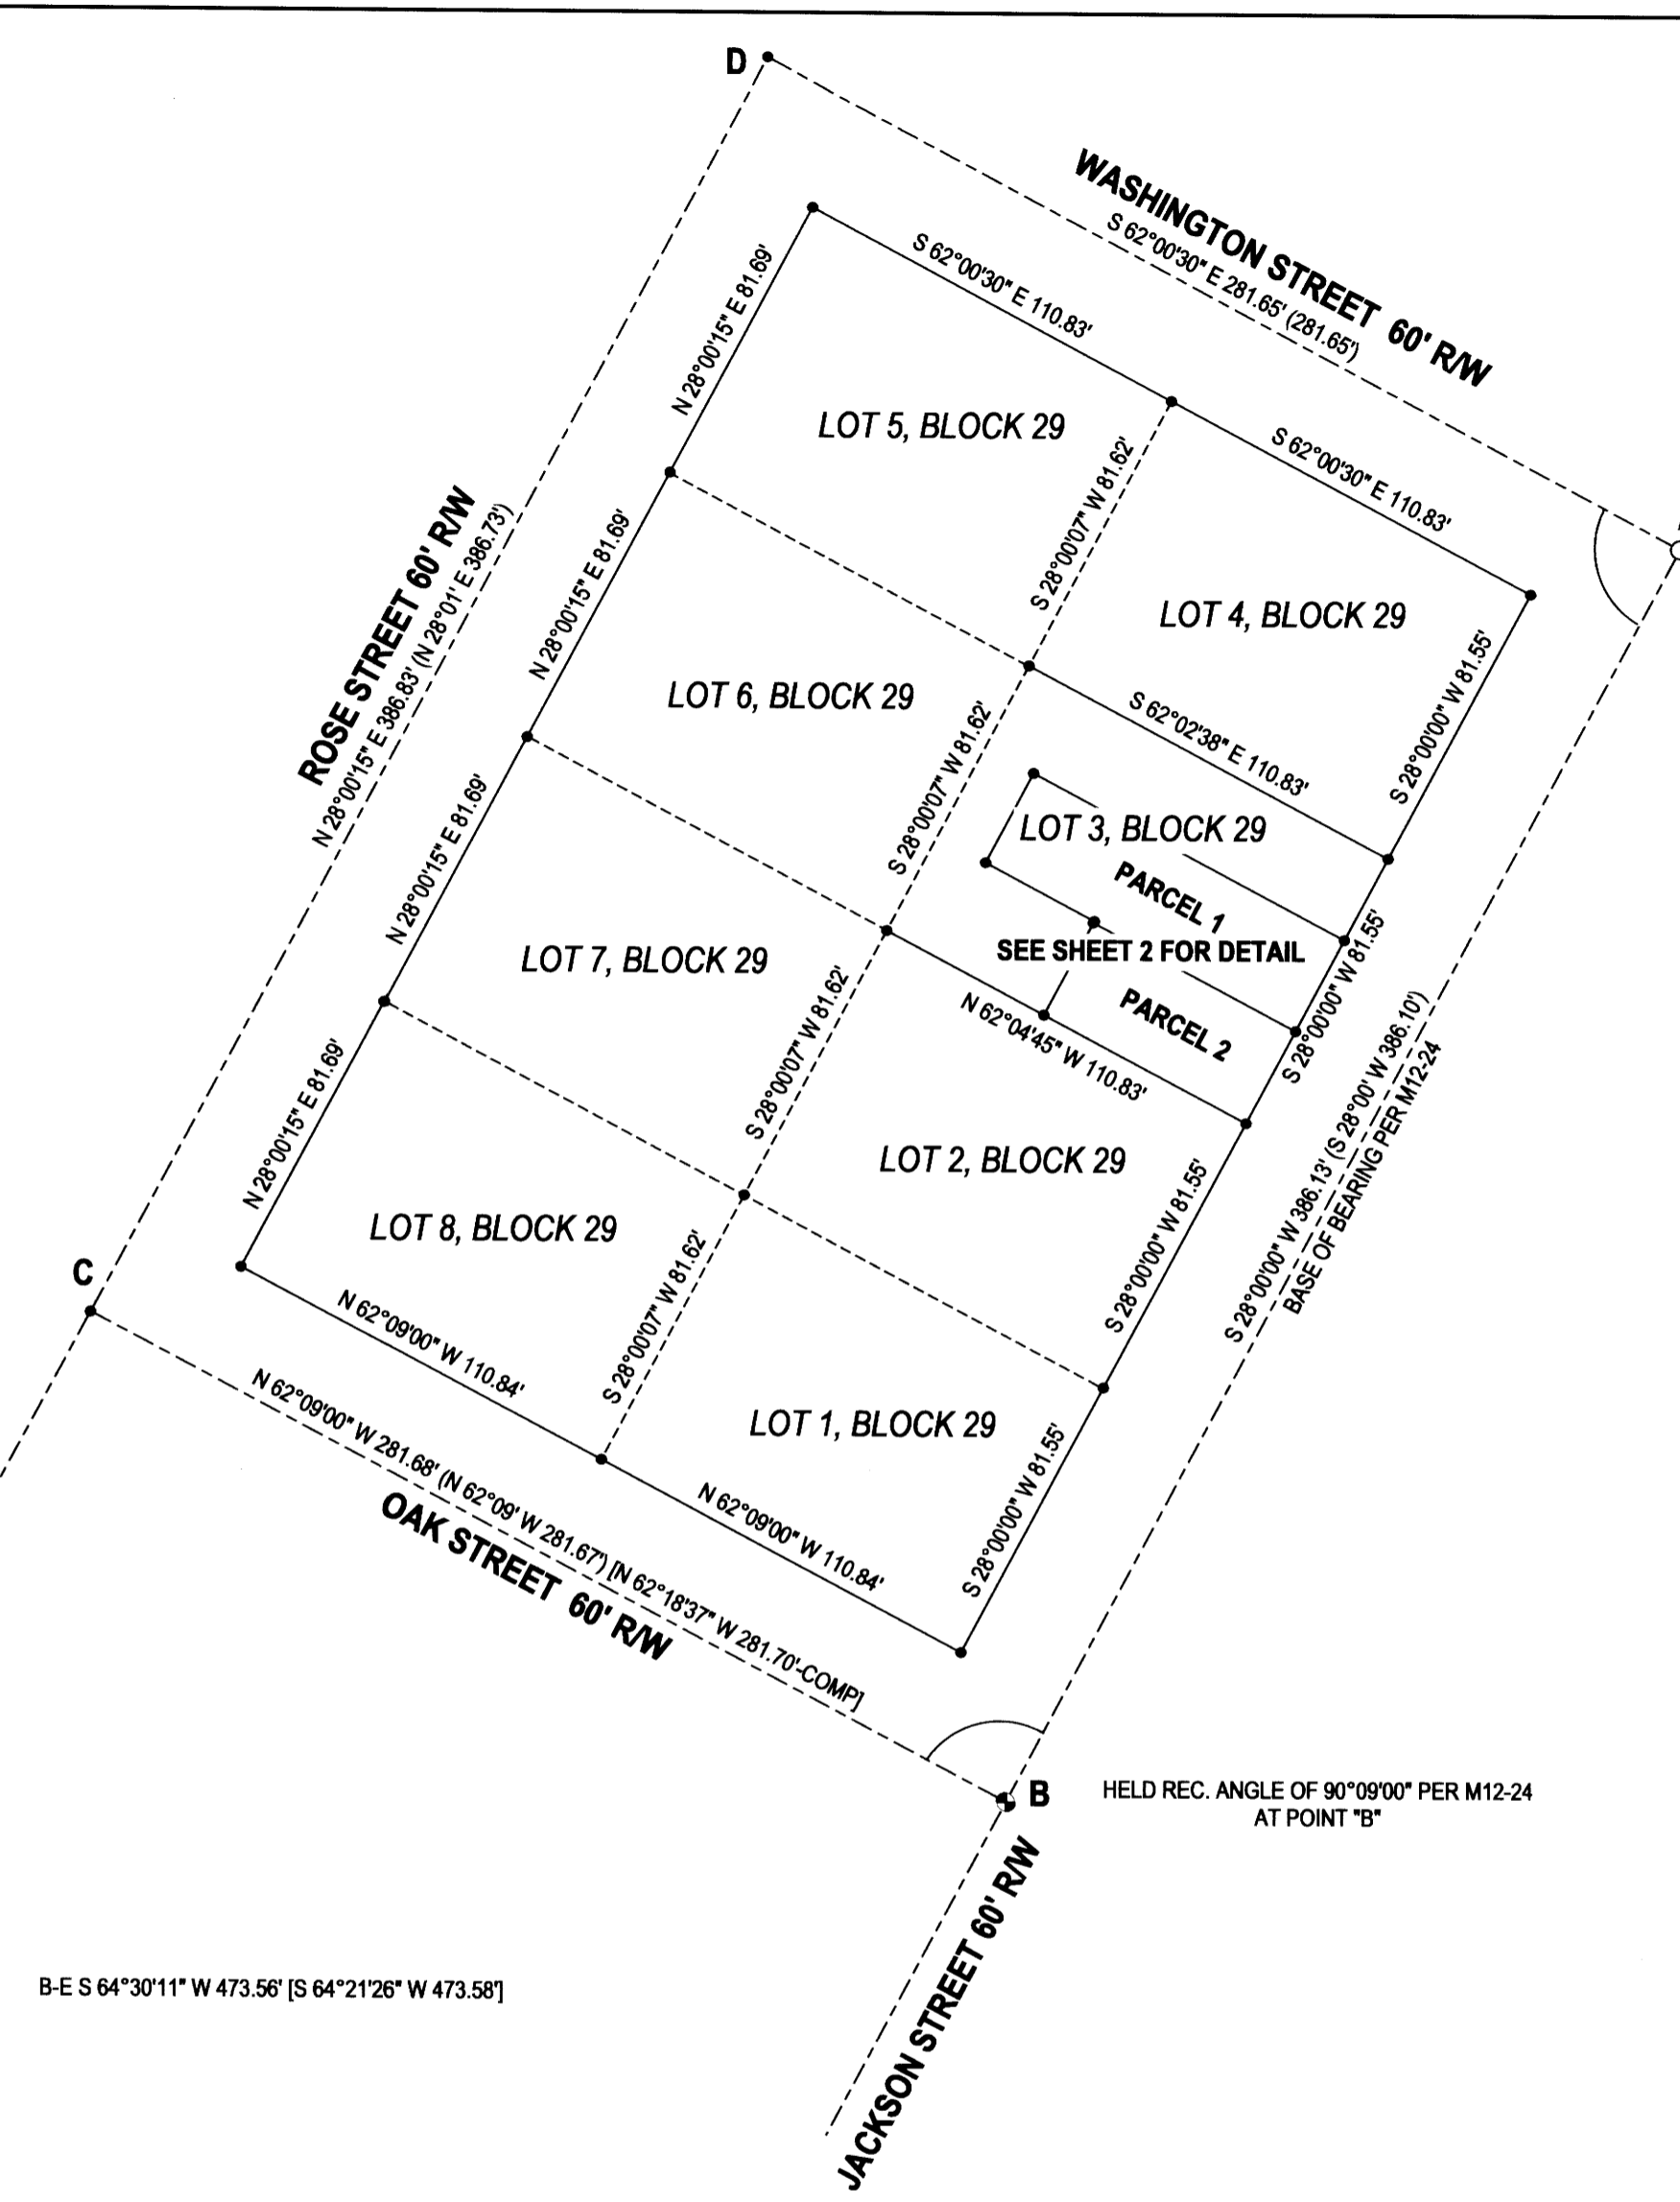 D
WASHINGTON STREET 60' R/W
S 62°00'30" E 281.65' (281.65')
S 62°00'30" E 110.83'
N 28°00'15" E 81.69'
LOT 5, BLOCK 29
S 28°00'07" W 81.62'
S 62°00'30" E 110.83'
ROSE STREET 60' R/W
N 28°00'15" E 386.83' (N 28°01' E 386.73')
N 28°00'15" E 81.69'
LOT 6, BLOCK 29
LOT 4, BLOCK 29
S 28°00'00" W 81.55'
S 62°02'38" E 110.83'
S 28°00'07" W 81.62'
LOT 3, BLOCK 29
PARCEL 1
SEE SHEET 2 FOR DETAIL
PARCEL 2
S 28°00'00" W 81.55'
N 62°04'45" W 110.83'
N 28°00'15" E 81.69'
LOT 7, BLOCK 29
S 28°00'07" W 81.62'
LOT 2, BLOCK 29
S 28°00'00" W 81.55'
S 28°00'00" W 386.13' (S 28°00' W 386.10')
BASE OF BEARING PER M12-24
N 28°00'15" E 81.69'
LOT 8, BLOCK 29
C
N 62°09'00" W 110.84'
S 28°00'07" W 81.62'
LOT 1, BLOCK 29
S 28°00'00" W 81.55'
N 62°09'00" W 110.84'
N 62°09'00" W 281.68' (N 62°09' W 281.67') [N 62°18'37" W 281.70'-COMP]
OAK STREET 60' R/W
B
HELD REC. ANGLE OF 90°09'00" PER M12-24
AT POINT "B"
JACKSON STREET 60' R/W
B-E S 64°30'11" W 473.56' [S 64°21'26" W 473.58']